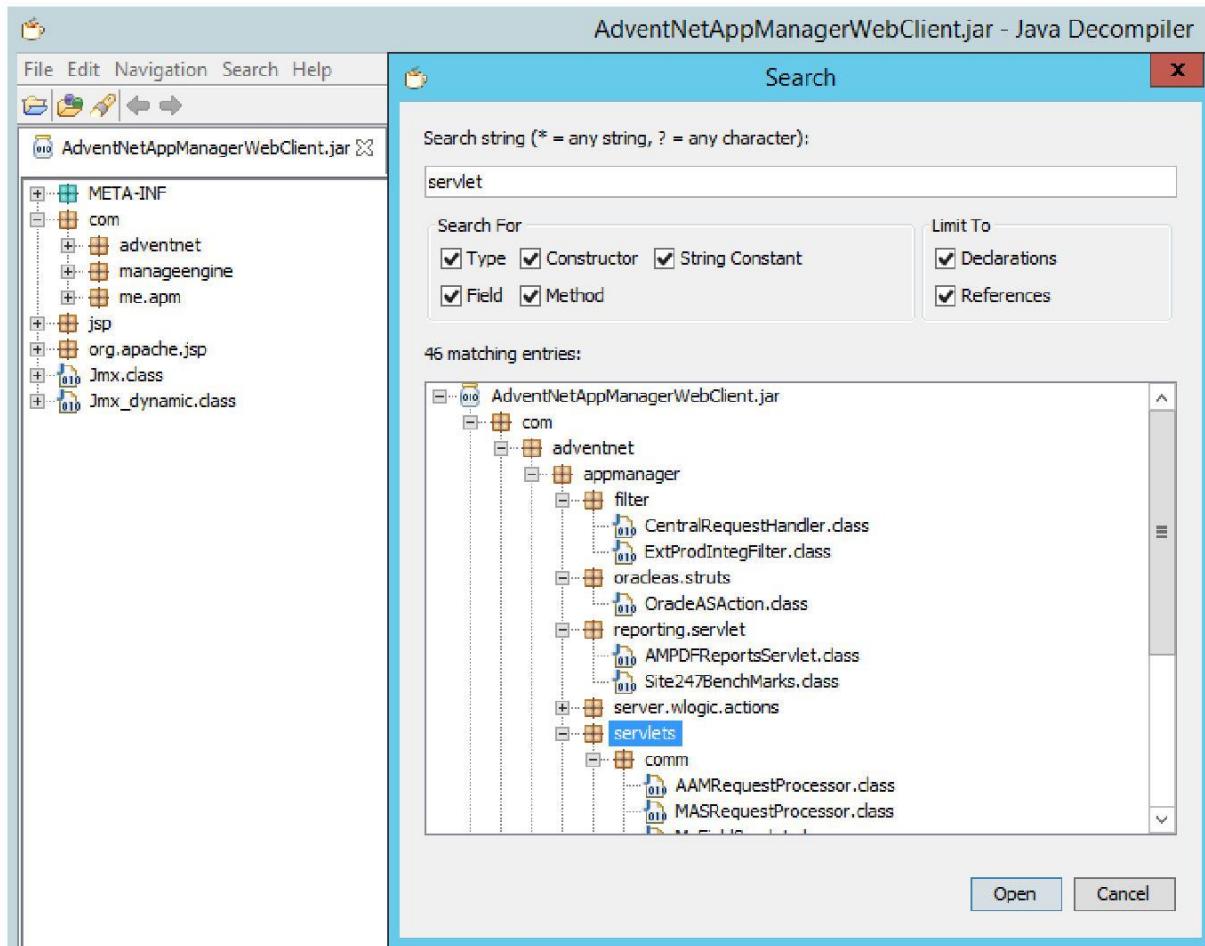 AdventNetAppManagerWebClient.jar - Java Decompiler
File Edit Navigation Search Help
AdventNetAppManagerWebClient.jar
META-INF
com
adventnet
manageengine
me.apm
jsp
org.apache.jsp
Jmx.class
Jmx_dynamic.class
Search
x
Search string (* = any string, ? = any character):
servlet
Search For
Type Constructor String Constant
Field Method
Limit To
Declarations
References
46 matching entries:
AdventNetAppManagerWebClient.jar
com
adventnet
appmanager
filter
CentralRequestHandler.class
ExtProdIntegFilter.class
oracleas.struts
OracleASAction.class
reporting.servlet
AMPDFReportsServlet.class
Site247BenchMarks.class
server.wlogic.actions
servlets
comm
AAMRequestProcessor.class
MASRequestProcessor.class
Open Cancel